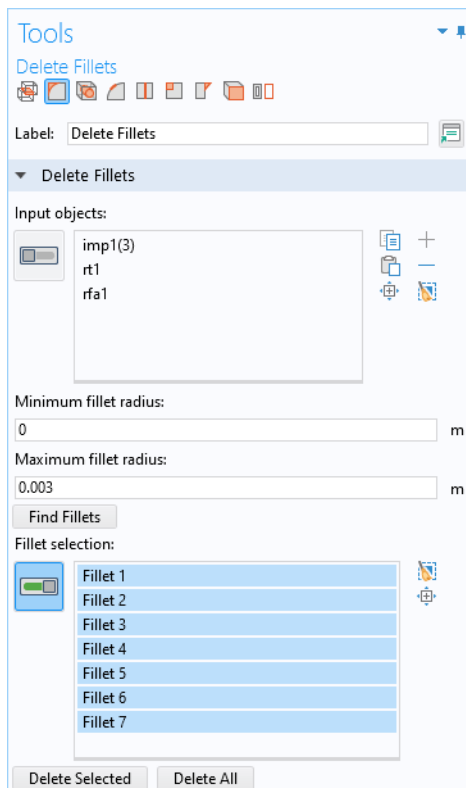 Tools
Delete Fillets
Label: Delete Fillets
Delete Fillets
Input objects:
imp1(3)
rt1
rfa1
Minimum fillet radius:
0 m
Maximum fillet radius:
0.003 m
Find Fillets
Fillet selection:
Fillet 1
Fillet 2
Fillet 3
Fillet 4
Fillet 5
Fillet 6
Fillet 7
Delete Selected Delete All